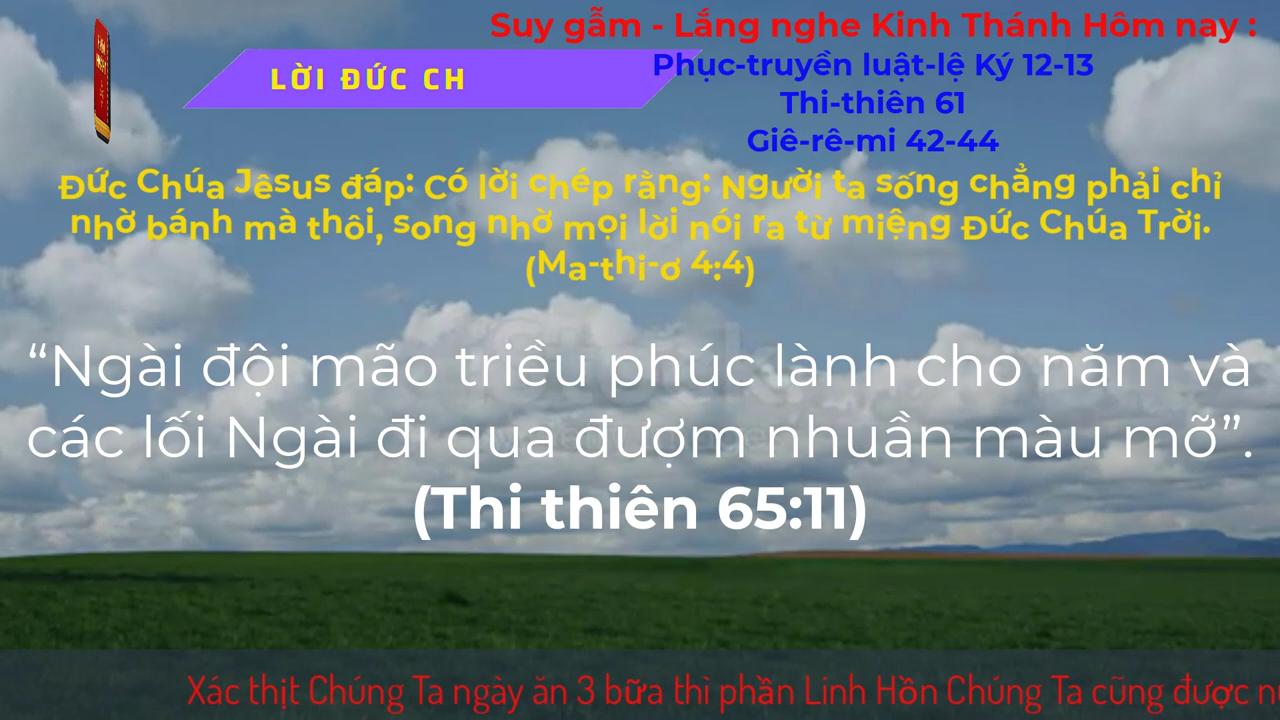 Suy gẫm - Lắng nghe Kinh Thánh Hôm nay :
Phục-truyền luật-lệ Ký 12-13
Thi-thiên 61
Giê-rê-mi 42-44
LỜI ĐỨC CH
Đức Chúa Jêsus đáp: Có lời chép rằng: Người ta sống chẳng phải chỉ
nhờ bánh mà thôi, song nhờ mọi lời nói ra từ miệng Đức Chúa Trời.
(Ma-thi-ơ 4:4)
“Ngài đội mão triều phúc lành cho năm và
các lối Ngài đi qua đượm nhuần màu mỡ”.
(Thi thiên 65:11)
Xác thịt Chúng Ta ngày ăn 3 bữa thì phần Linh Hồn Chúng Ta cũng được n